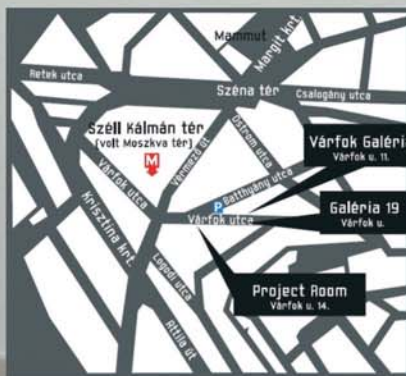 Mammut
Margit krt.
Retek utca
Széna tér
Csalogány utca
Széll Kálmán tér
(volt Moszkva tér)
M
Ostrom utca
Vérmező út
Várfok utca
Batthyány utca
Várfok Galéria
Várfok u. 11.
Krisztina krt.
P
Várfok utca
Galéria 19
Várfok u.
Logodi utca
Project Room
Várfok u. 14.
Attila út